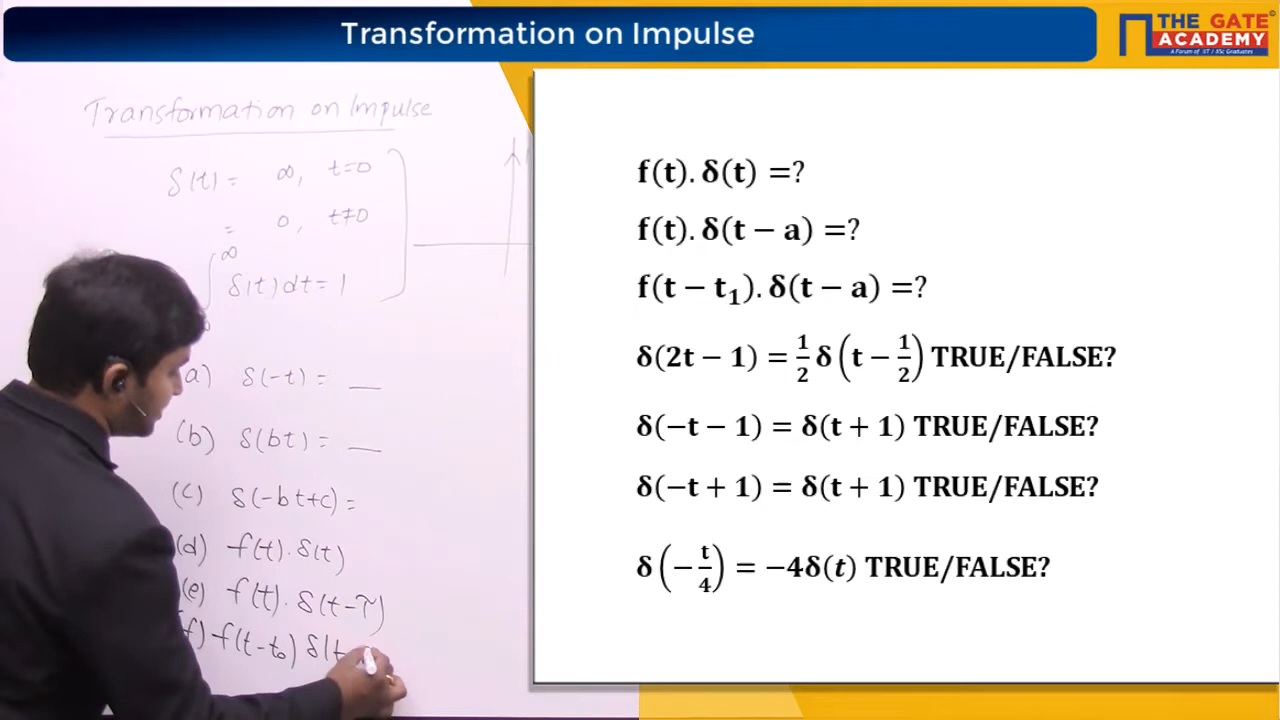 Transformation on Impulse
THE GATE
ACADEMY
A Forum of IIT / IISc Graduates
Transformation on Impulse
δ(t) = ∞, t=0
= 0, t≠0
∫ ∞ δ(t)dt = 1
(a) δ(-t) = __
(b) δ(bt) = __
(c) δ(-bt+c) =
(d) f(t). δ(t)
(e) f(t). δ(t-τ)
f) f(t-t₀) δ(t-
f(t). δ(t) =?
f(t). δ(t − a) =?
f(t − t₁). δ(t − a) =?
δ(2t − 1) = 1/2 δ(t − 1/2) TRUE/FALSE?
δ(−t − 1) = δ(t + 1) TRUE/FALSE?
δ(−t + 1) = δ(t + 1) TRUE/FALSE?
δ(−t/4) = −4δ(t) TRUE/FALSE?